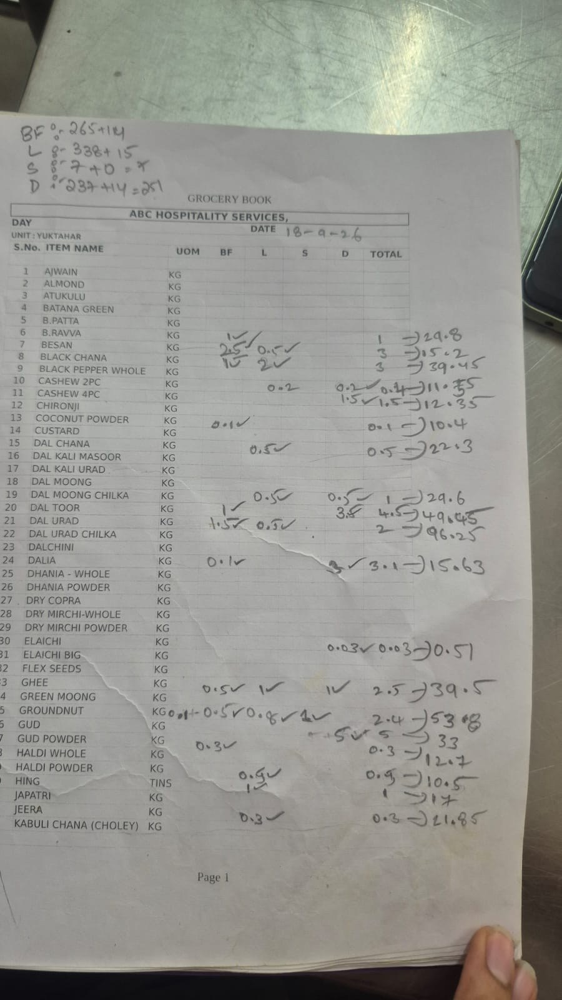 BF :- 265+14
L :- 338+15
S :- 7+0=7
D :- 237+14=251
GROCERY BOOK
ABC HOSPITALITY SERVICES,
DAY DATE 18-9-26
UNIT : YUKTAHAR
S.No. ITEM NAME UOM BF L S D TOTAL
1 AJWAIN KG
2 ALMOND KG
3 ATUKULU KG
4 BATANA GREEN KG
5 B.PATTA KG
6 B.RAVVA KG 1✓ 1 → 29.8
7 BESAN KG 2.5✓ 0.5✓ 3 → 15.2
8 BLACK CHANA KG 1✓ 2✓ 3 → 39.45
9 BLACK PEPPER WHOLE KG
10 CASHEW 2PC KG 0.2 0.2✓ 0.4 →
11 CASHEW 4PC KG 1.5✓ 1.5 → 12.35
12 CHIRONJI KG
13 COCONUT POWDER KG 0.1✓ 0.1 → 10.4
14 CUSTARD KG
15 DAL CHANA KG 0.5✓ 0.5 → 22.3
16 DAL KALI MASOOR KG
17 DAL KALI URAD KG
18 DAL MOONG KG
19 DAL MOONG CHILKA KG 0.5✓ 0.5✓ 1 → 29.6
20 DAL TOOR KG 1✓ 3.5 4.5 → 49.45
21 DAL URAD KG 1.5✓ 0.5✓ 2 → 96.25
22 DAL URAD CHILKA KG
23 DALCHINI KG
24 DALIA KG 0.1✓ 3✓ 3.1 → 15.63
25 DHANIA - WHOLE KG
26 DHANIA POWDER KG
27 DRY COPRA KG
28 DRY MIRCHI-WHOLE KG
29 DRY MIRCHI POWDER KG
30 ELAICHI KG 0.03✓ 0.03 → 0.51
31 ELAICHI BIG KG
32 FLEX SEEDS KG
33 GHEE KG 0.5✓ 1✓ 1✓ 2.5 → 39.5
4 GREEN MOONG KG
5 GROUNDNUT KG 0.1+0.5✓ 0.8✓ 1✓ 2.4 → 53.8
6 GUD KG 5✓ 5 → 33
7 GUD POWDER KG 0.3✓ 0.3 → 12.7
HALDI WHOLE KG
HALDI POWDER KG 0.9✓ 0.9 → 10.5
HING TINS 1✓ 1 → 17
JAPATRI KG
JEERA KG 0.3✓ 0.3 → 21.85
KABULI CHANA (CHOLEY) KG
Page 1